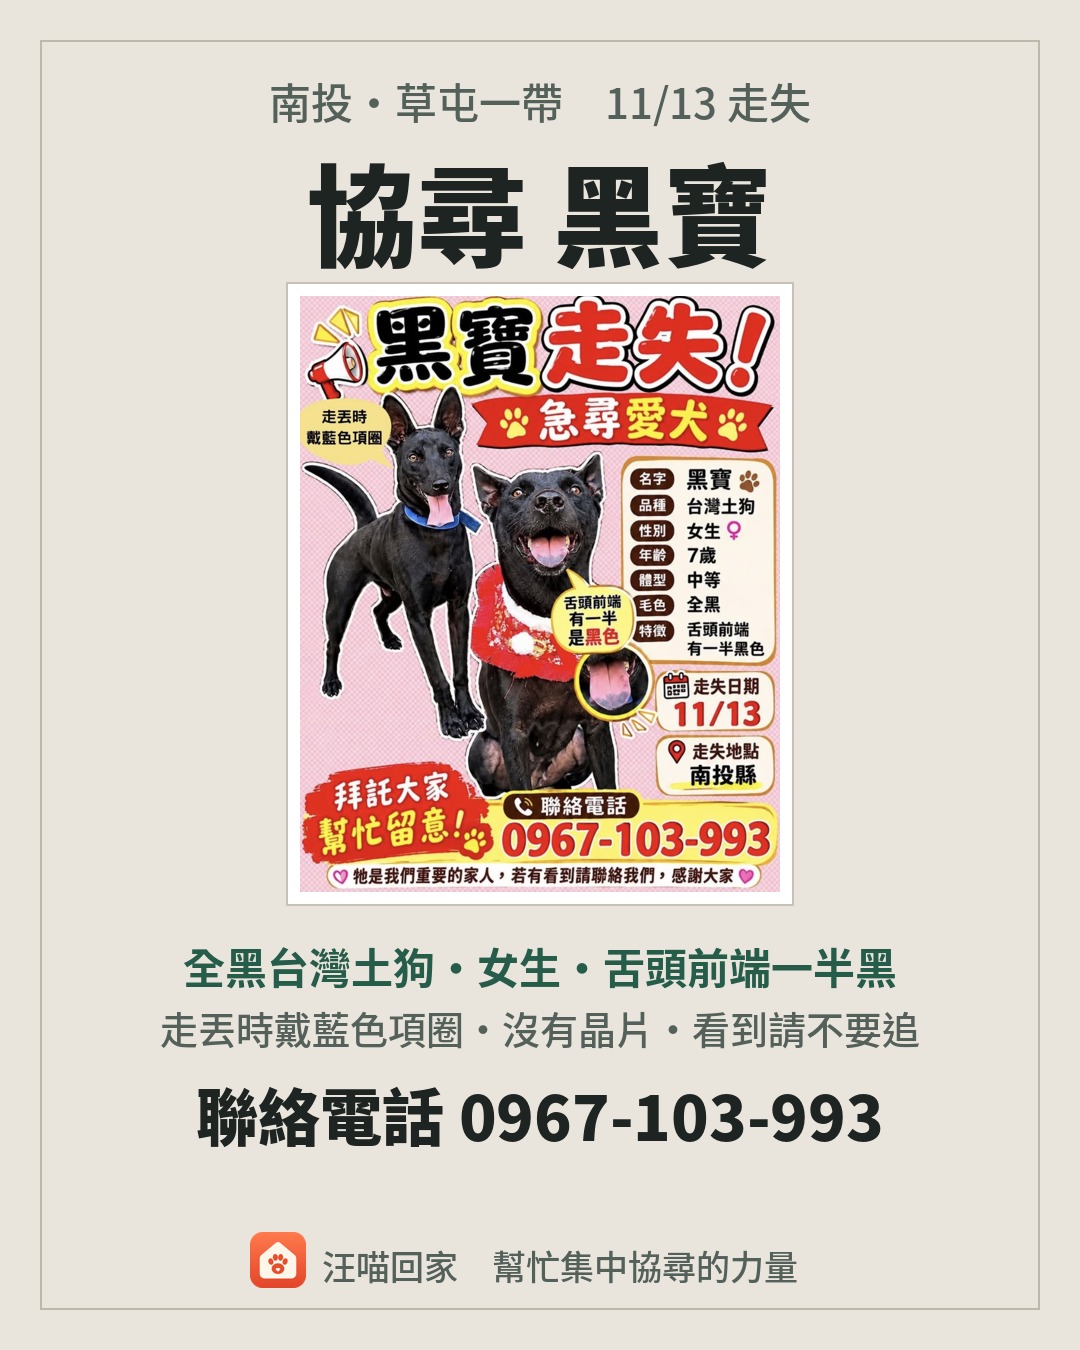 南投・草屯一帶　11/13 走失
協尋 黑寶
黑寶走失!
走丟時
戴藍色項圈
急尋愛犬
名字 黑寶
品種 台灣土狗
性別 女生♀
年齡 7歲
體型 中等
毛色 全黑
特徵 舌頭前端
有一半黑色
舌頭前端
有一半
是黑色
走失日期
11/13
走失地點
南投縣
拜託大家
幫忙留意!
聯絡電話
0967-103-993
牠是我們重要的家人，若有看到請聯絡我們，感謝大家
全黑台灣土狗・女生・舌頭前端一半黑
走丟時戴藍色項圈・沒有晶片・看到請不要追
聯絡電話 0967-103-993
汪喵回家　幫忙集中協尋的力量